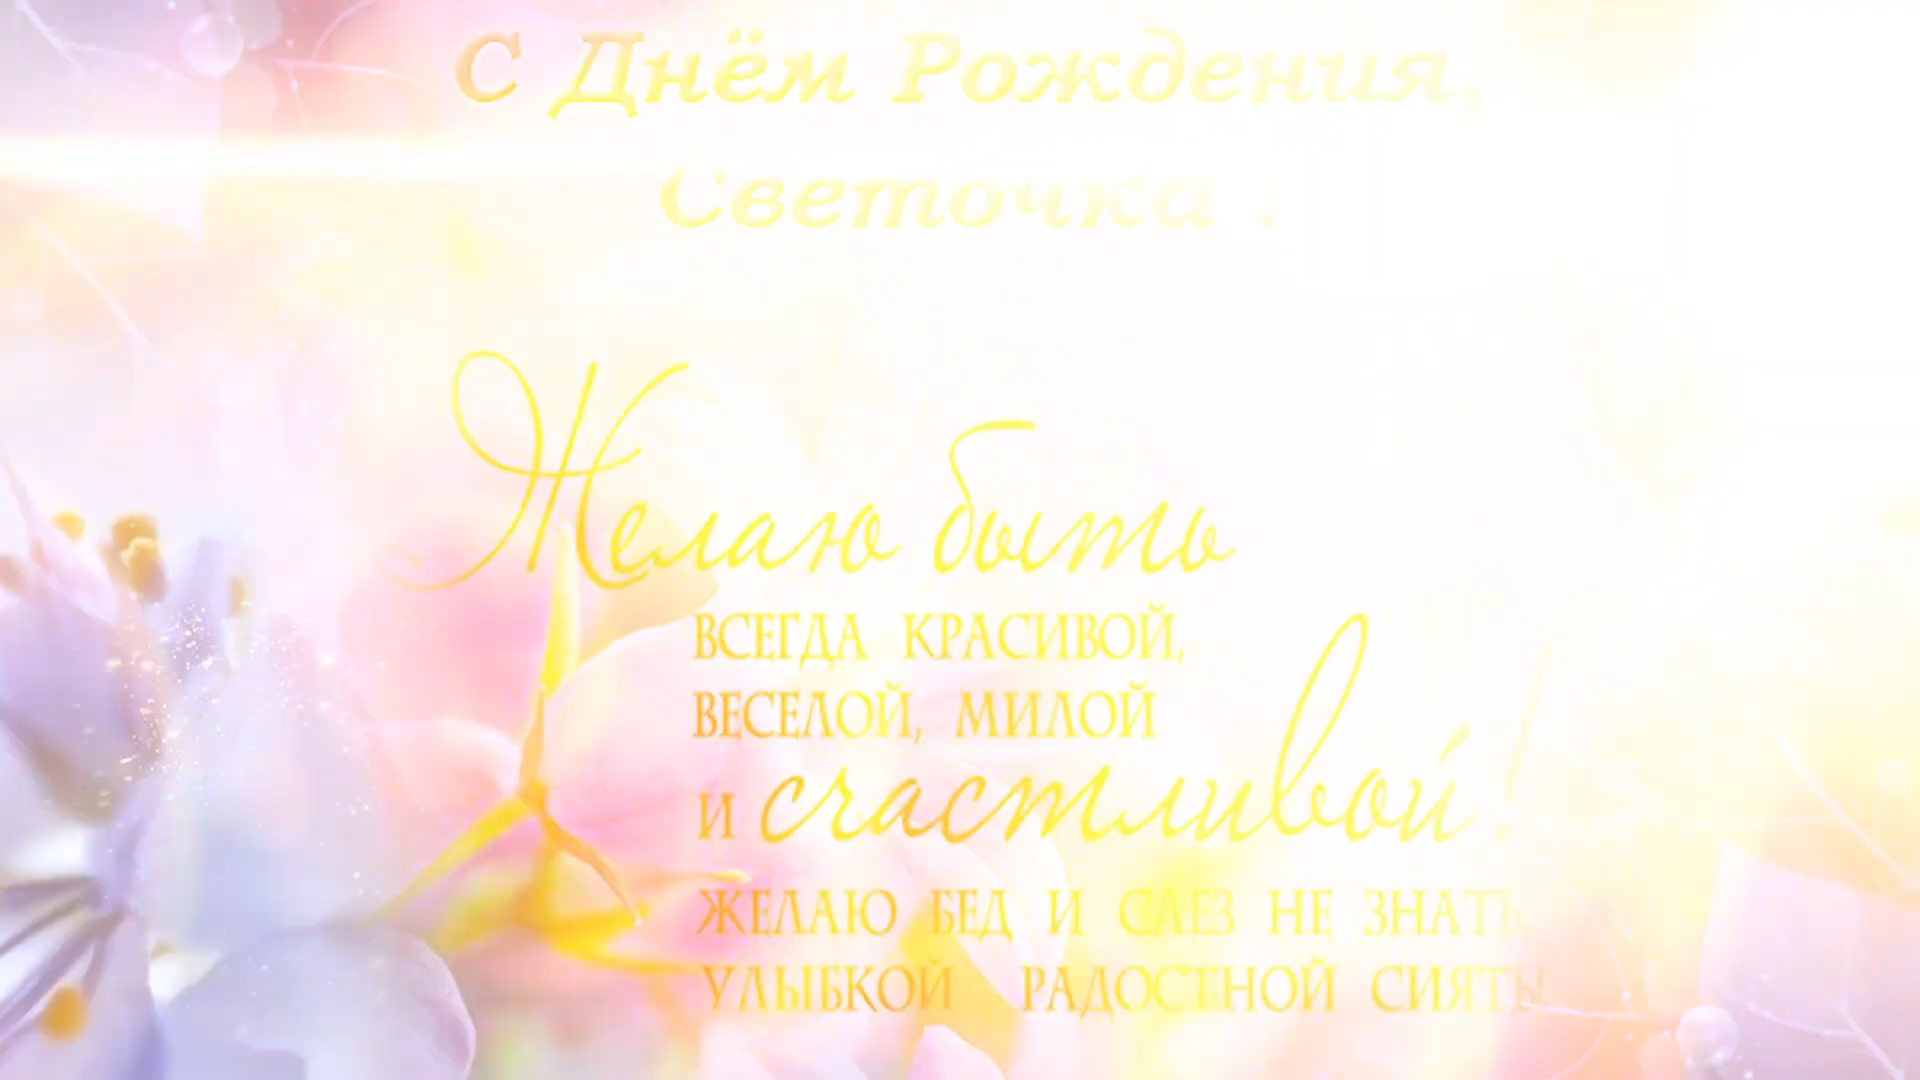 С Днём Рождения,
Светочка !
Желаю быть
ВСЕГДА КРАСИВОЙ,
ВЕСЕЛОЙ, МИЛОЙ
И счастливой!
ЖЕЛАЮ БЕД И СЛЕЗ НЕ ЗНАТЬ,
УЛЫБКОЙ РАДОСТНОЙ СИЯТЬ!